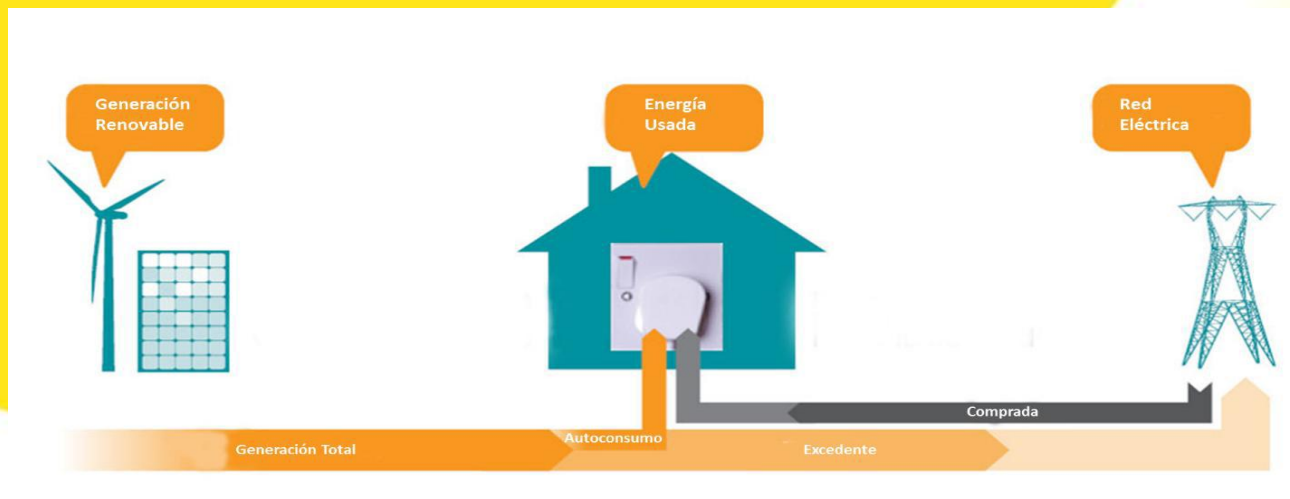 Generación
Renovable
Energía
Usada
Red
Eléctrica
Comprada
Autoconsumo
Generación Total
Excedente